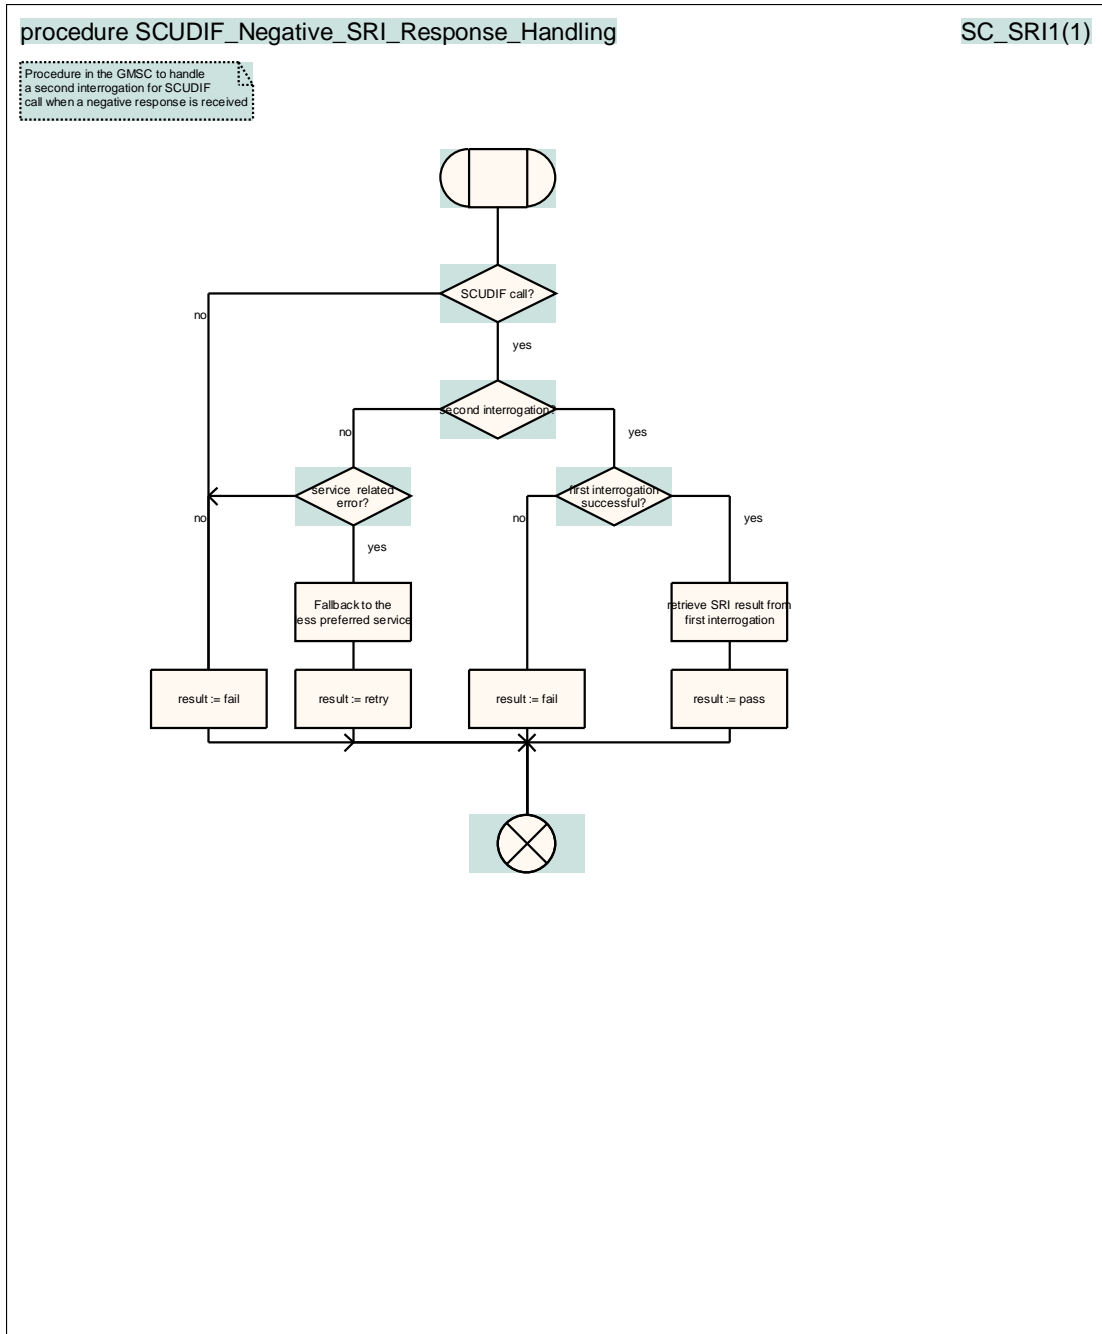 procedure SCUDIF_Negative_SRI_Response_Handling
SC_SRI1(1)
Procedure in the GMSC to handle
a second interrogation for SCUDIF
call when a negative response is received
SCUDIF call?
no
yes
second interrogation?
no
yes
service related
error?
first interrogation
successful?
no
no
yes
yes
Fallback to the
less preferred service
retrieve SRI result from
first interrogation
result := fail
result := retry
result := fail
result := pass